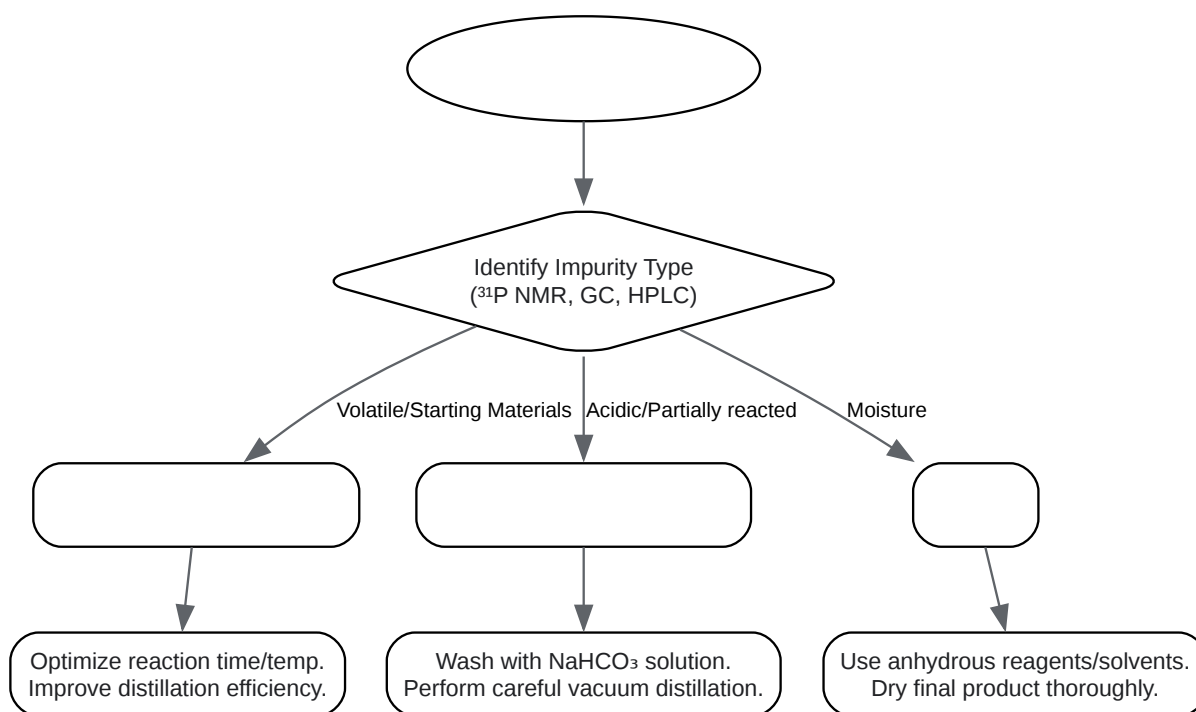 Identify Impurity Type
(³¹P NMR, GC, HPLC)
Volatile/Starting Materials
Acidic/Partially reacted
Moisture
Optimize reaction time/temp.
Improve distillation efficiency.
Wash with NaHCO₃ solution.
Perform careful vacuum distillation.
Use anhydrous reagents/solvents.
Dry final product thoroughly.